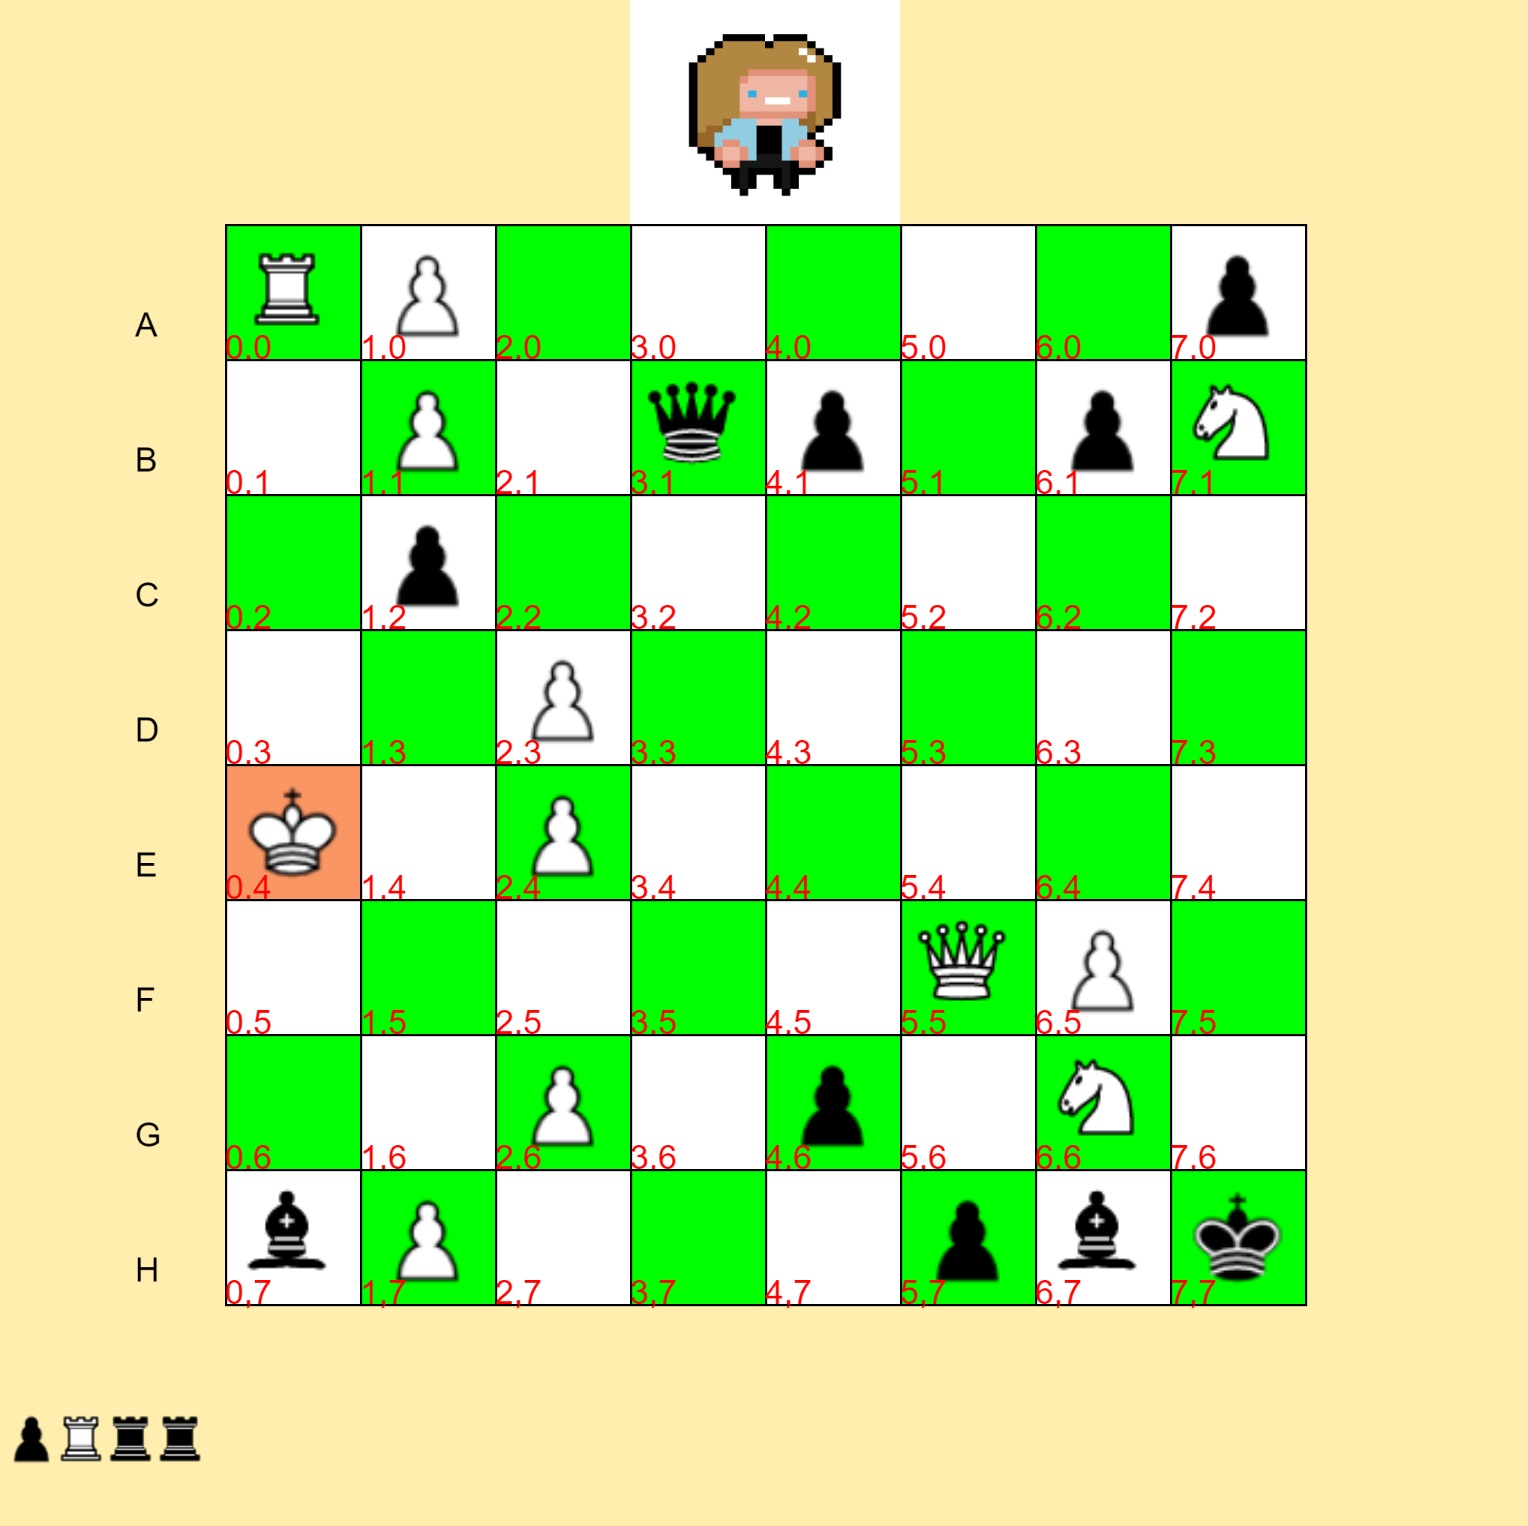 A 0,0 1,0 2,0 3,0 4,0 5,0 6,0 7,0
B 0,1 1,1 2,1 3,1 4,1 5,1 6,1 7,1
C 0,2 1,2 2,2 3,2 4,2 5,2 6,2 7,2
D 0,3 1,3 2,3 3,3 4,3 5,3 6,3 7,3
E 0,4 1,4 2,4 3,4 4,4 5,4 6,4 7,4
F 0,5 1,5 2,5 3,5 4,5 5,5 6,5 7,5
G 0,6 1,6 2,6 3,6 4,6 5,6 6,6 7,6
H 0,7 1,7 2,7 3,7 4,7 5,7 6,7 7,7